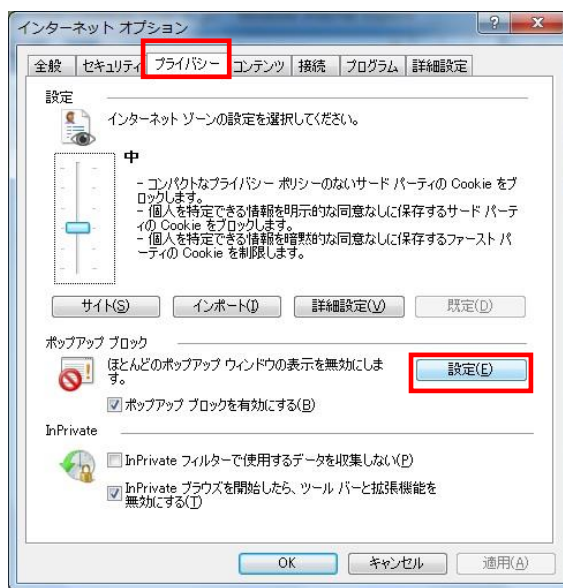 インターネット オプション
全般 セキュリティ プライバシー コンテンツ 接続 プログラム 詳細設定
設定
インターネット ゾーンの設定を選択してください。
中
- コンパクトなプライバシー ポリシーのないサード パーティの Cookie をブ
ロックします。
- 個人を特定できる情報を明示的な同意なしに保存するサード パーテ
ィの Cookie をブロックします。
- 個人を特定できる情報を暗黙的な同意なしに保存するファースト パ
ーティの Cookie を制限します。
サイト(S) インポート(I) 詳細設定(V) 既定(D)
ポップアップ ブロック
ほとんどのポップアップ ウィンドウの表示を無効にしま
す。
設定(E)
ポップアップ ブロックを有効にする(B)
InPrivate
InPrivate フィルターで使用するデータを収集しない(P)
InPrivate ブラウズを開始したら、ツール バーと拡張機能を
無効にする(T)
OK キャンセル 適用(A)